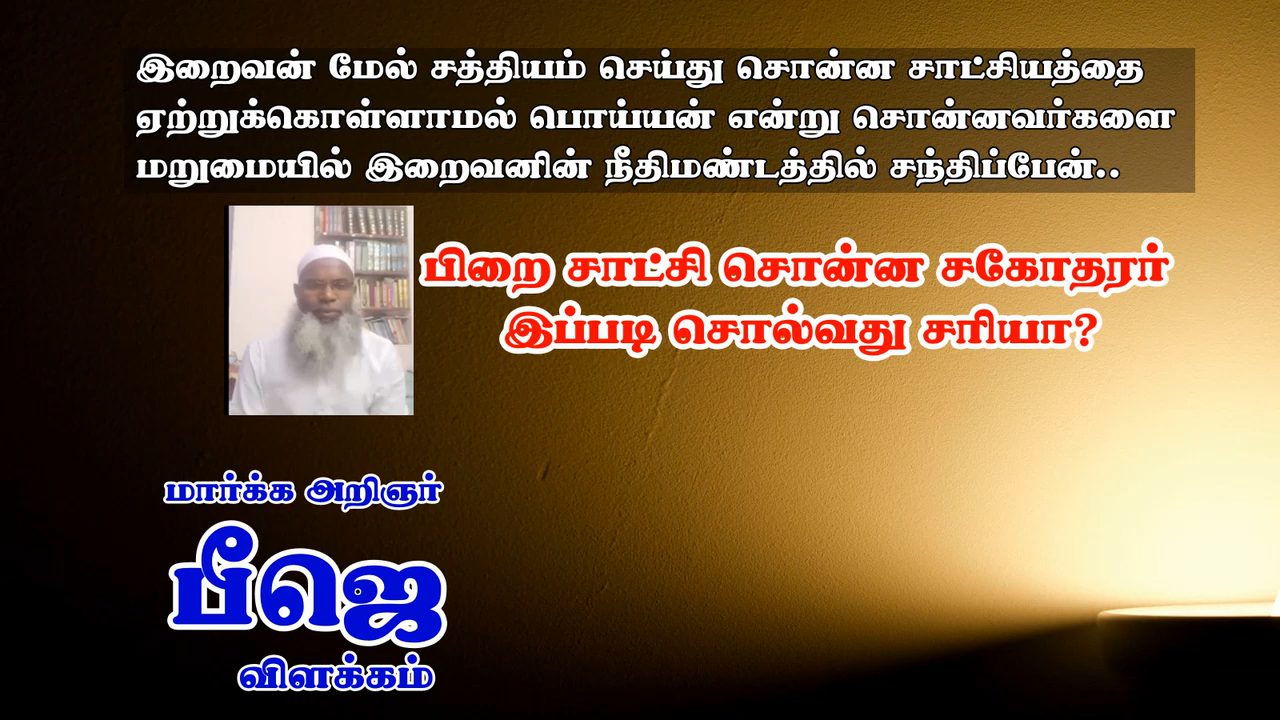 இறைவன் மேல் சத்தியம் செய்து சொன்ன சாட்சியத்தை
ஏற்றுக்கொள்ளாமல் பொய்யன் என்று சொன்னவர்களை
மறுமையில் இறைவனின் நீதிமண்டத்தில் சந்திப்பேன்..
பிறை சாட்சி சொன்ன சகோதரர்
இப்படி சொல்வது சரியா?
மார்க்க அறிஞர்
பீஜெ
விளக்கம்